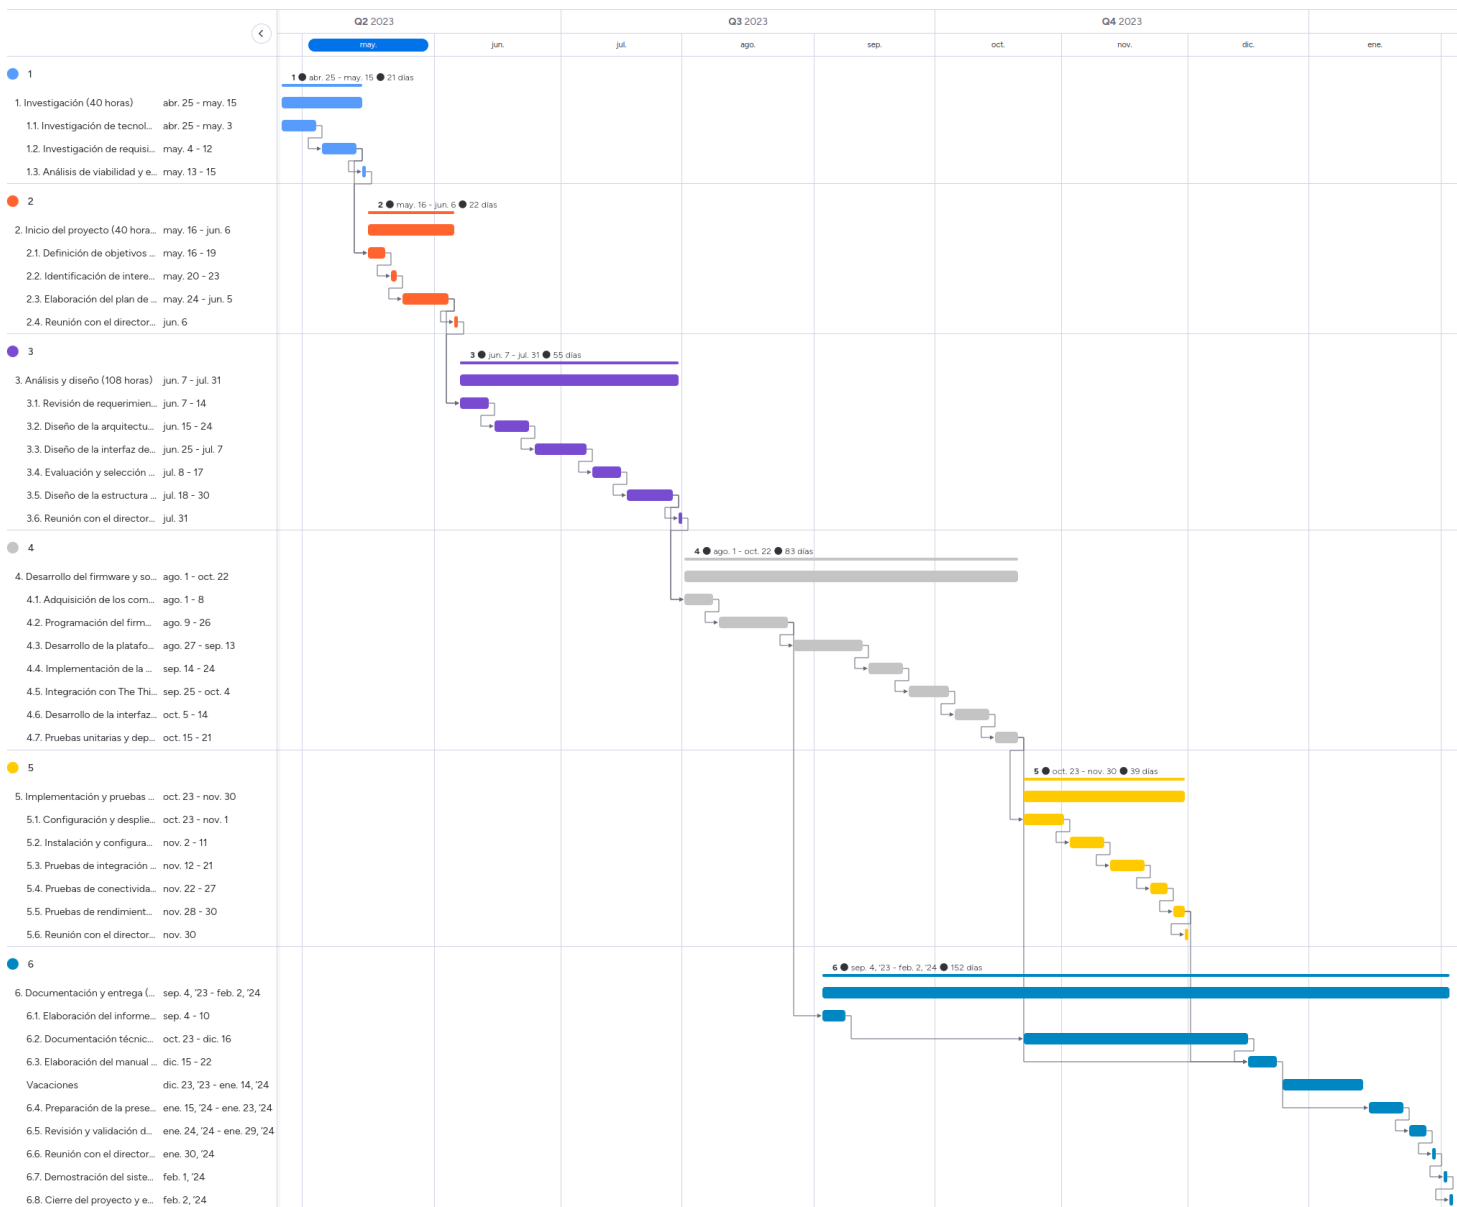 Q2 2023 Q3 2023 Q4 2023
may. jun. jul. ago. sep. oct. nov. dic. ene.
1
1 ● abr. 25 - may. 15 ● 21 días
1. Investigación (40 horas) abr. 25 - may. 15
1.1. Investigación de tecnol... abr. 25 - may. 3
1.2. Investigación de requisi... may. 4 - 12
1.3. Análisis de viabilidad y e... may. 13 - 15
2
2 ● may. 16 - jun. 6 ● 22 días
2. Inicio del proyecto (40 hora... may. 16 - jun. 6
2.1. Definición de objetivos ... may. 16 - 19
2.2. Identificación de intere... may. 20 - 23
2.3. Elaboración del plan de ... may. 24 - jun. 5
2.4. Reunión con el director... jun. 6
3
3 ● jun. 7 - jul. 31 ● 55 días
3. Análisis y diseño (108 horas) jun. 7 - jul. 31
3.1. Revisión de requerimien... jun. 7 - 14
3.2. Diseño de la arquitectu... jun. 15 - 24
3.3. Diseño de la interfaz de... jun. 25 - jul. 7
3.4. Evaluación y selección ... jul. 8 - 17
3.5. Diseño de la estructura ... jul. 18 - 30
3.6. Reunión con el director... jul. 31
4
4 ● ago. 1 - oct. 22 ● 83 días
4. Desarrollo del firmware y so... ago. 1 - oct. 22
4.1. Adquisición de los com... ago. 1 - 8
4.2. Programación del firm... ago. 9 - 26
4.3. Desarrollo de la platafo... ago. 27 - sep. 13
4.4. Implementación de la ... sep. 14 - 24
4.5. Integración con The Thi... sep. 25 - oct. 4
4.6. Desarrollo de la interfaz... oct. 5 - 14
4.7. Pruebas unitarias y dep... oct. 15 - 21
5
5 ● oct. 23 - nov. 30 ● 39 días
5. Implementación y pruebas ... oct. 23 - nov. 30
5.1. Configuración y desplie... oct. 23 - nov. 1
5.2. Instalación y configura... nov. 2 - 11
5.3. Pruebas de integración ... nov. 12 - 21
5.4. Pruebas de conectivida... nov. 22 - 27
5.5. Pruebas de rendimient... nov. 28 - 30
5.6. Reunión con el director... nov. 30
6
6 ● sep. 4, '23 - feb. 2, '24 ● 152 días
6. Documentación y entrega (... sep. 4, '23 - feb. 2, '24
6.1. Elaboración del informe... sep. 4 - 10
6.2. Documentación técnic... oct. 23 - dic. 16
6.3. Elaboración del manual ... dic. 15 - 22
Vacaciones dic. 23, '23 - ene. 14, '24
6.4. Preparación de la prese... ene. 15, '24 - ene. 23, '24
6.5. Revisión y validación d... ene. 24, '24 - ene. 29, '24
6.6. Reunión con el director... ene. 30, '24
6.7. Demostración del siste... feb. 1, '24
6.8. Cierre del proyecto y e... feb. 2, '24